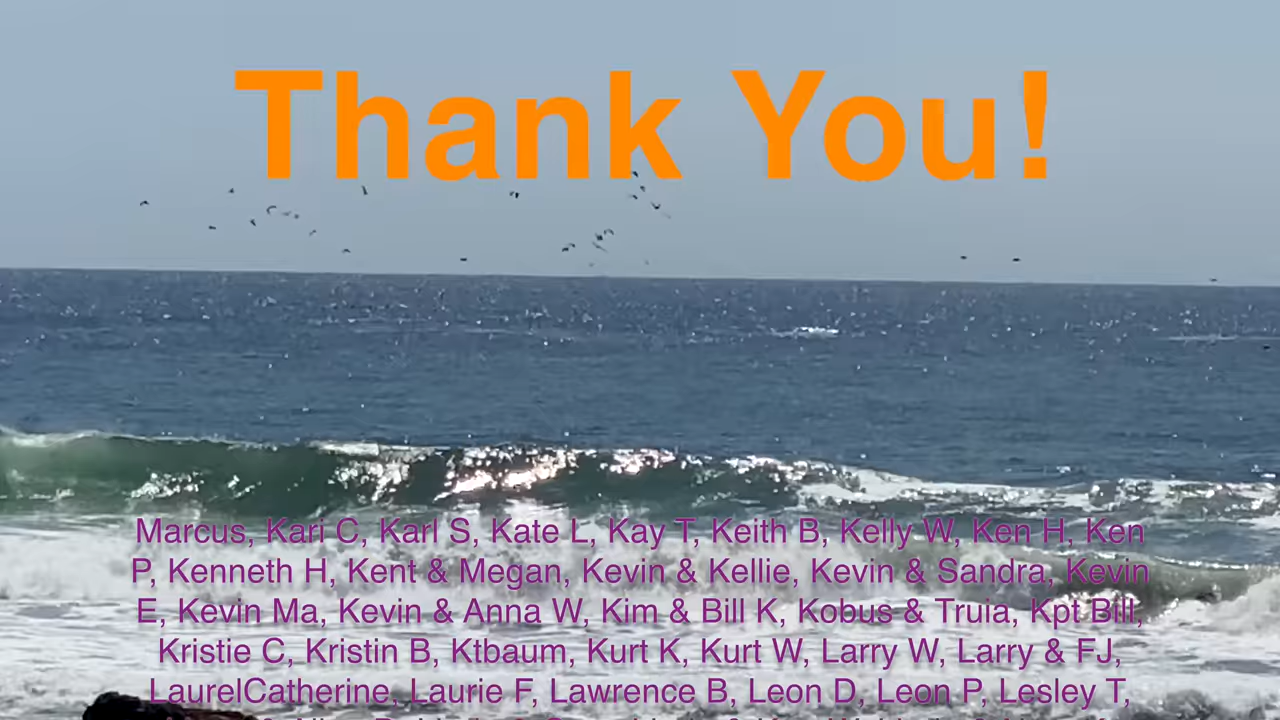 Thank You!
Marcus, Kari C, Karl S, Kate L, Kay T, Keith B, Kelly W, Ken H, Ken
P, Kenneth H, Kent & Megan, Kevin & Kellie, Kevin & Sandra, Kevin
E, Kevin Ma, Kevin & Anna W, Kim & Bill K, Kobus & Truia, Kpt Bill,
Kristie C, Kristin B, Ktbaum, Kurt K, Kurt W, Larry W, Larry & FJ,
LaurelCatherine, Laurie F, Lawrence B, Leon D, Leon P, Lesley T,